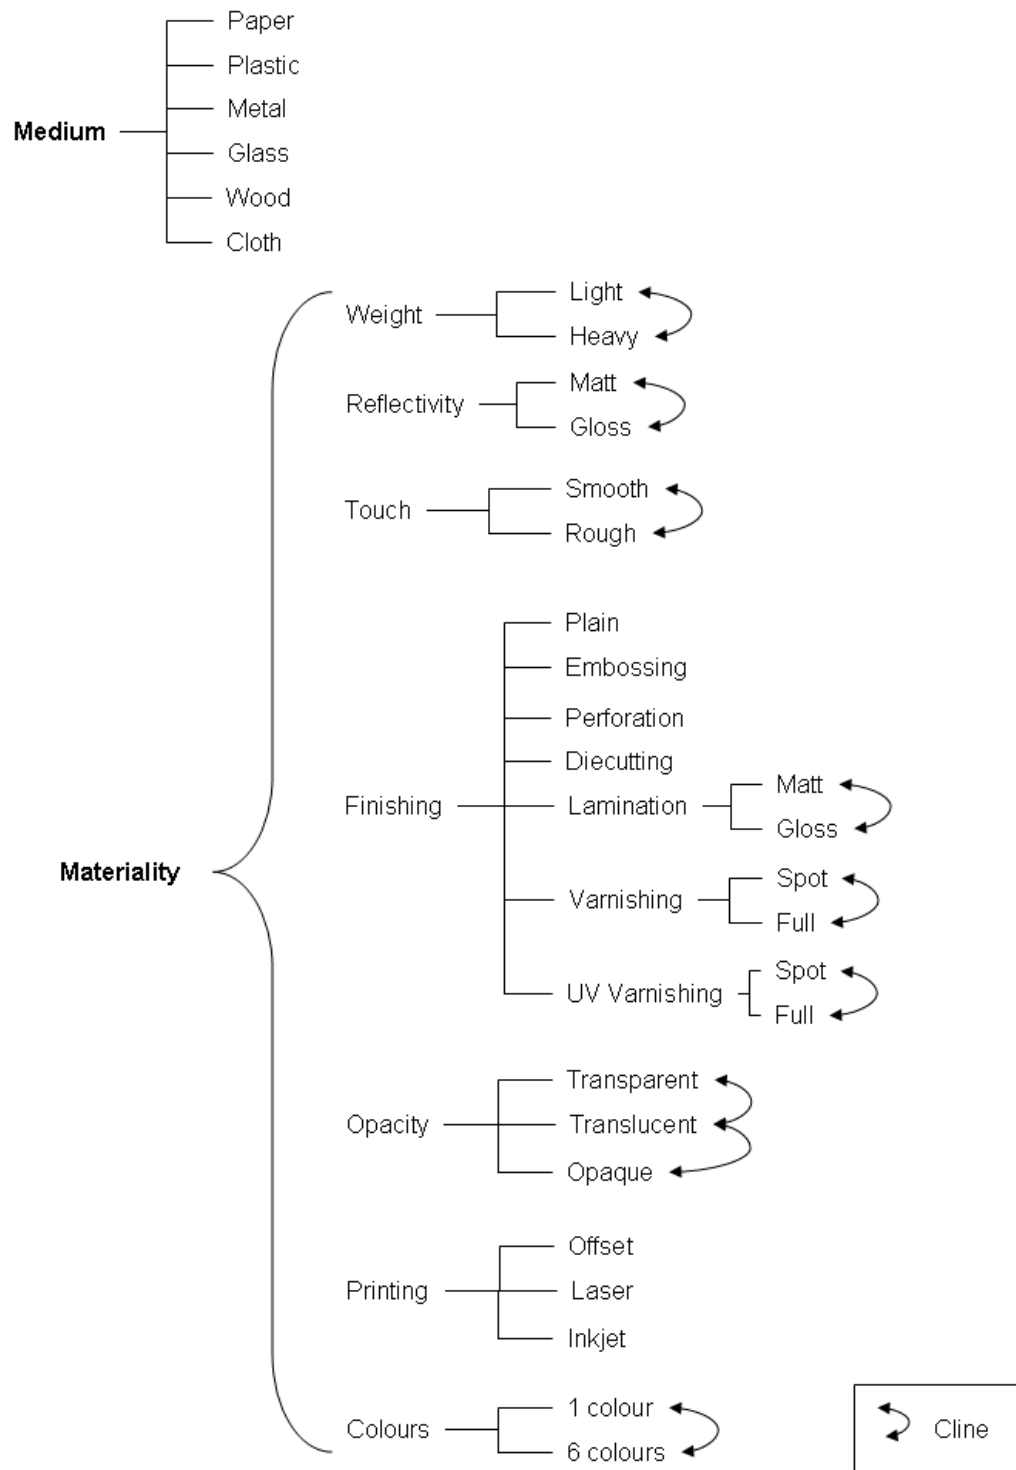 Paper
Plastic
Metal
Medium
Glass
Wood
Cloth
Light
Weight
Heavy
Matt
Reflectivity
Gloss
Smooth
Touch
Rough
Plain
Embossing
Perforation
Diecutting
Matt
Finishing
Lamination
Gloss
Materiality
Spot
Varnishing
Full
Spot
UV Varnishing
Full
Transparent
Opacity
Translucent
Opaque
Offset
Printing
Laser
Inkjet
1 colour
Colours
6 colours
Cline